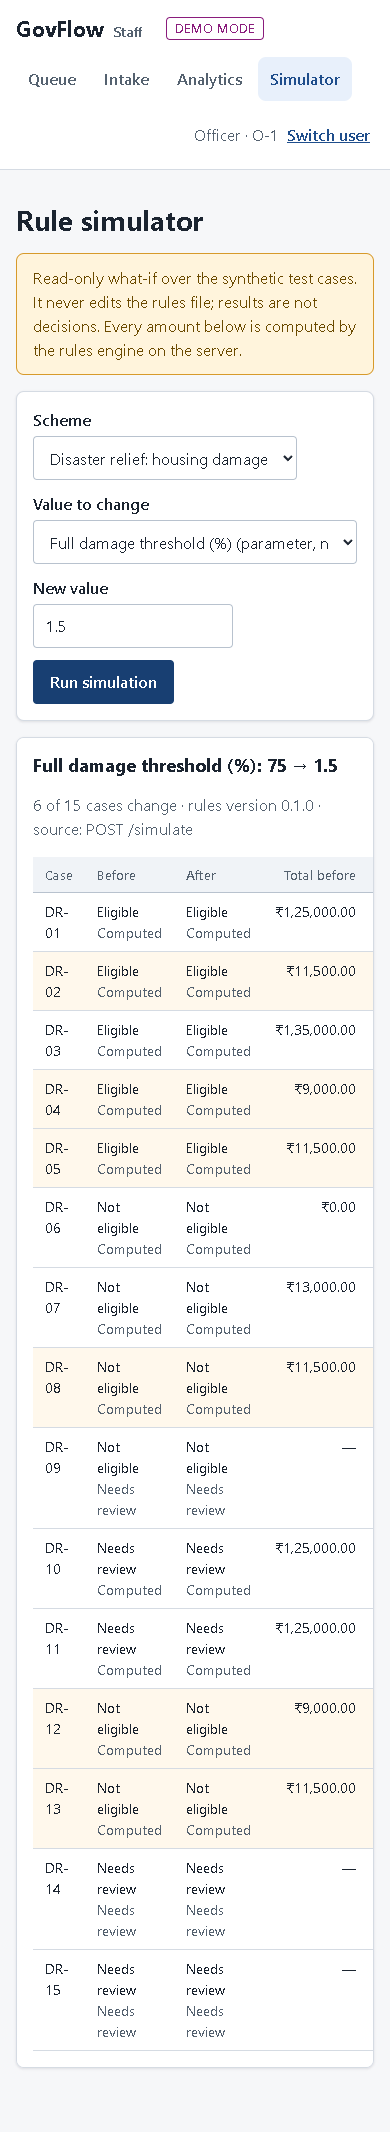 GovFlow Staff DEMO MODE
Queue Intake Analytics Simulator
Officer · O-1 Switch user
Rule simulator
Read-only what-if over the synthetic test cases.
It never edits the rules file; results are not
decisions. Every amount below is computed by
the rules engine on the server.
Scheme
Disaster relief: housing damage
Value to change
Full damage threshold (%) (parameter, n
New value
1.5
Run simulation
Full damage threshold (%): 75 → 1.5
6 of 15 cases change · rules version 0.1.0 ·
source: POST /simulate
Case Before After Total before
DR- Eligible Eligible ₹1,25,000.00
01 Computed Computed
DR- Eligible Eligible ₹11,500.00
02 Computed Computed
DR- Eligible Eligible ₹1,35,000.00
03 Computed Computed
DR- Eligible Eligible ₹9,000.00
04 Computed Computed
DR- Eligible Eligible ₹11,500.00
05 Computed Computed
DR- Not Not ₹0.00
06 eligible eligible
Computed Computed
DR- Not Not ₹13,000.00
07 eligible eligible
Computed Computed
DR- Not Not ₹11,500.00
08 eligible eligible
Computed Computed
DR- Not Not —
09 eligible eligible
Needs Needs
review review
DR- Needs Needs ₹1,25,000.00
10 review review
Computed Computed
DR- Needs Needs ₹1,25,000.00
11 review review
Computed Computed
DR- Not Not ₹9,000.00
12 eligible eligible
Computed Computed
DR- Not Not ₹11,500.00
13 eligible eligible
Computed Computed
DR- Needs Needs —
14 review review
Needs Needs
review review
DR- Needs Needs —
15 review review
Needs Needs
review review